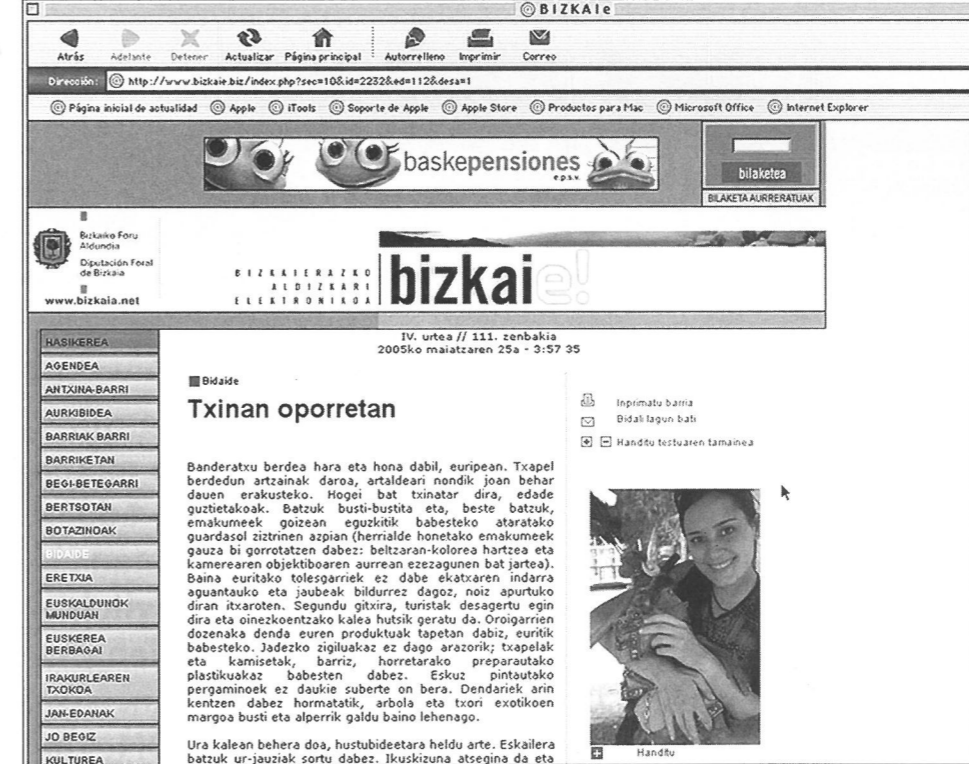 BIZKAIe
Atrás Adelante Detener Actualizar Página principal Autorrelleno Imprimir Correo
Dirección: http://www.bizkaie.biz/index.php?sec=10&id=2232&ed=112&desa=1
Página inicial de actualidad Apple iTools Soporte de Apple Apple Store Productos para Mac Microsoft Office Internet Explorer
baskepensiones
e.p.s.v.
bilaketea
BILAKETA AURRERATUAK
Bizkaiko Foru
Aldundia
Diputación Foral
de Bizkaia
www.bizkaia.net
BIZKAIERAZKO
ALDIZKARI
ELEKTRONIKOA
bizkaie!
IV. urtea // 111. zenbakia
2005ko maiatzaren 25a - 3:57 35
HASIKEREA
AGENDEA
ANTXINA-BARRI
AURKIBIDEA
BARRIAK BARRI
BARRIKETAN
BEGI-BETEGARRI
BERTSOTAN
BOTAZINOAK
BIDAIDE
ERETXIA
EUSKALDUNOK
MUNDUAN
EUSKEREA
BERBAGAI
IRAKURLEAREN
TXOKOA
JAN-EDANAK
JO BEGIZ
KULTUREA
Bidaide
Txinan oporretan
Banderatxu berdea hara eta hona dabil, euripean. Txapel
berdedun artzainak daroa, artaldeari nondik joan behar
dauen erakusteko. Hogei bat txinatar dira, edade
guztietakoak. Batzuk busti-bustita eta, beste batzuk,
emakumeek goizean eguzkitik babesteko ataratako
guardasol ziztrinen azpian (herrialde honetako emakumeek
gauza bi gorrotatzen dabez: beltzaran-kolorea hartzea eta
kamerearen objektiboaren aurrean ezezagunen bat jartea).
Baina euritako tolesgarriek ez dabe ekatxaren indarra
aguantauko eta jaubeak bildurrez dagoz, noiz apurtuko
diran itxaroten. Segundu gitxira, turistak desagertu egin
dira eta oinezkoentzako kalea hutsik geratu da. Oroigarrien
dozenaka denda euren produktuak tapetan dabiz, euritik
babesteko. Jadezko zigiluakaz ez dago arazorik; txapelak
eta kamisetak, barriz, horretarako preparautako
plastikuakaz babesten dabez. Eskuz pintautako
pergaminoek ez daukie suberte on bera. Dendariek arin
kentzen dabez hormatatik, arbola eta txori exotikoen
margoa busti eta alperrik galdu baino lehenago.
Ura kalean behera doa, hustubideetara heldu arte. Eskailera
batzuk ur-jauziak sortu dabez. Ikuskizuna atsegina da eta
Inprimatu barria
Bidali lagun bati
Handitu testuaren tamainea
Handitu